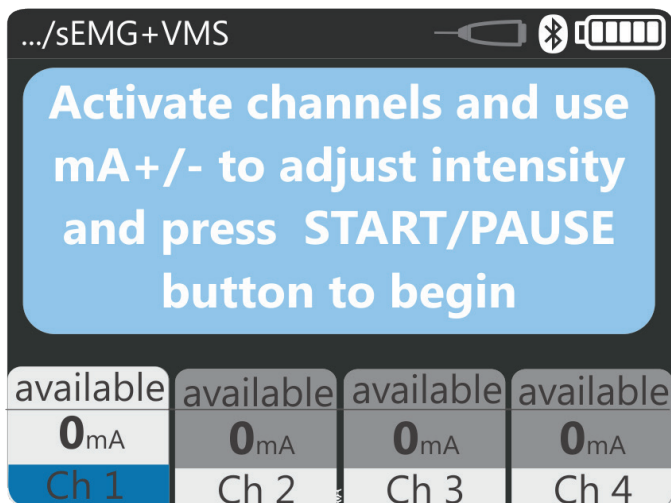 .../sEMG+VMS
Activate channels and use
mA+/- to adjust intensity
and press START/PAUSE
button to begin
available available available available
0mA 0mA 0mA 0mA
Ch 1 Ch 2 Ch 3 Ch 4